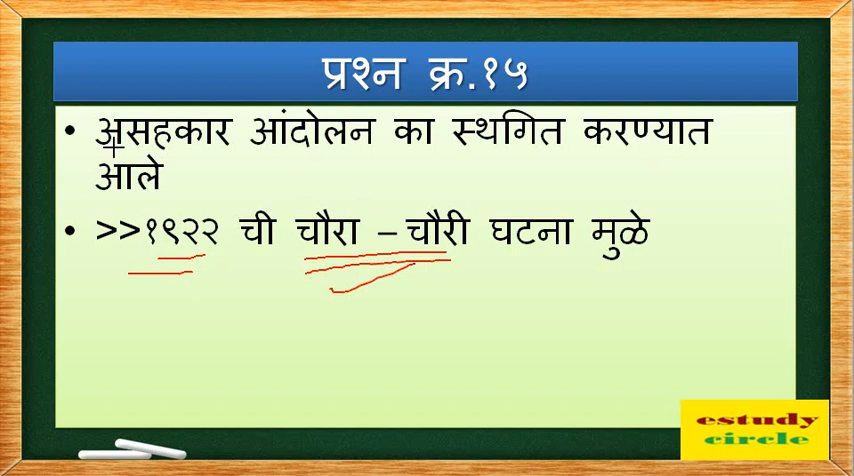 प्रश्न क्र.१५
• असहकार आंदोलन का स्थगित करण्यात
आले
• >>१९२२ ची चौरा – चौरी घटना मुळे
estudy
circle